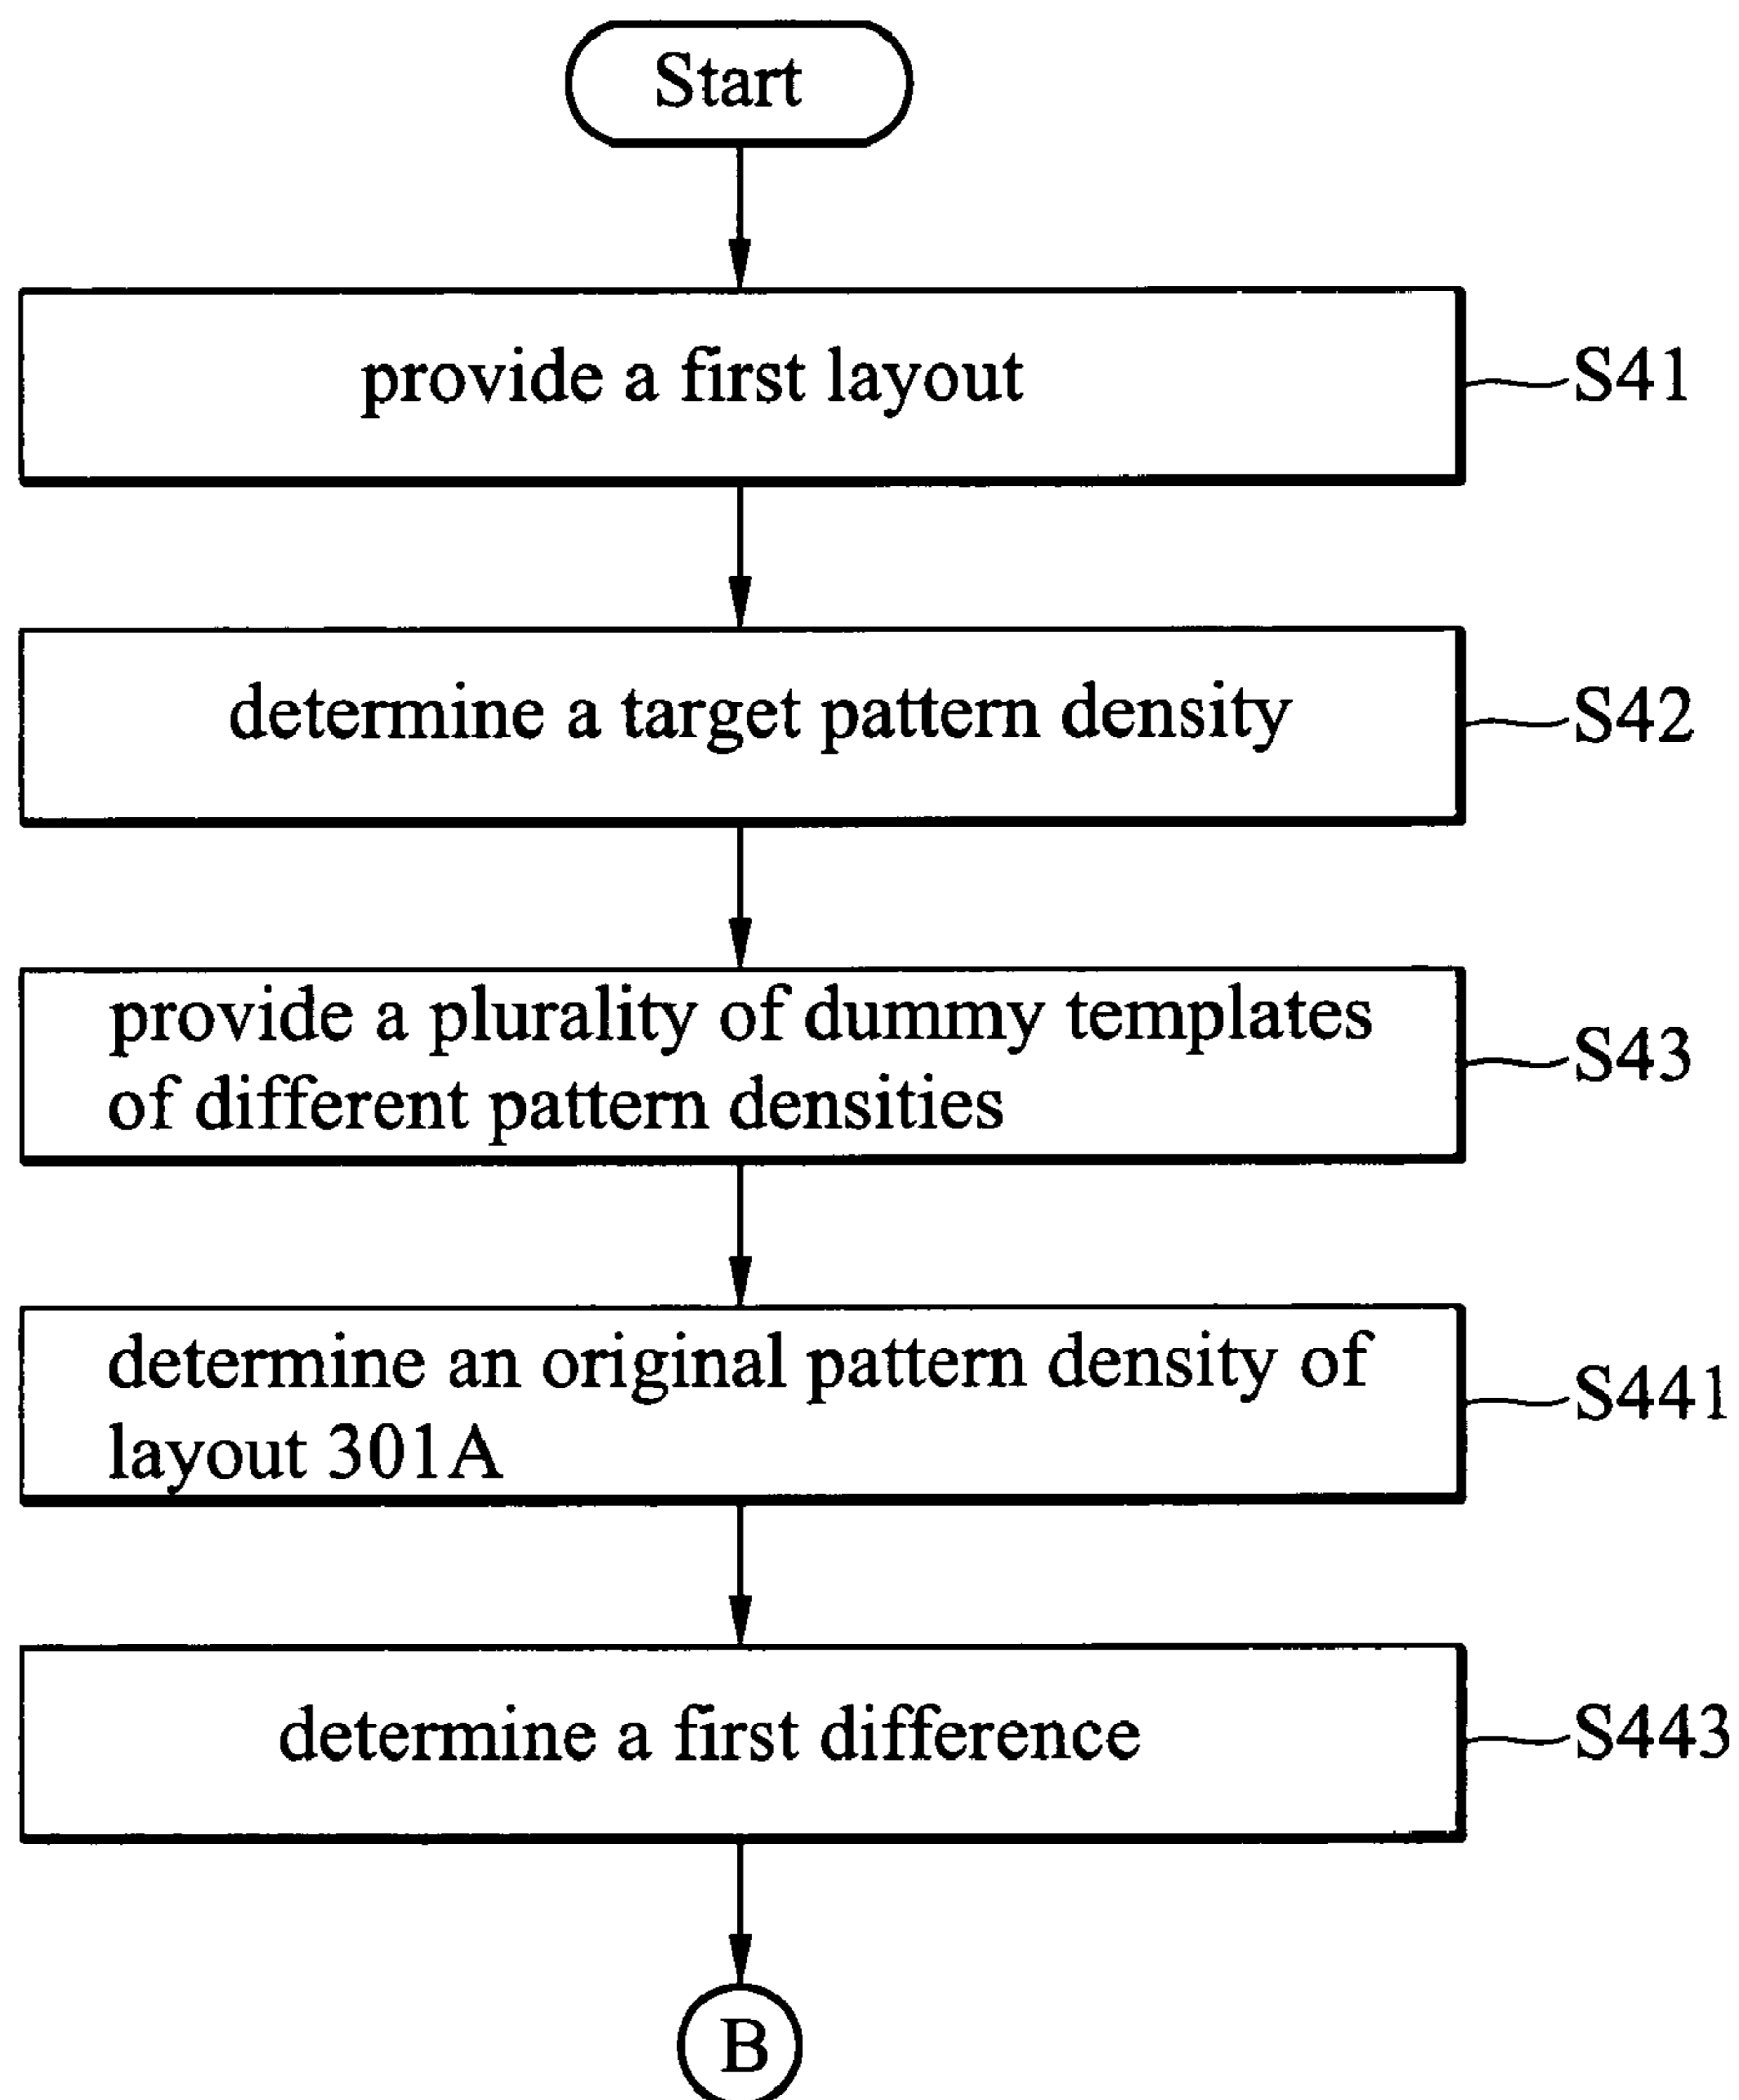 Start
provide a first layout
S41
determine a target pattern density
S42
provide a plurality of dummy templates
of different pattern densities
S43
determine an original pattern density of
layout 301A
S441
determine a first difference
S443
B